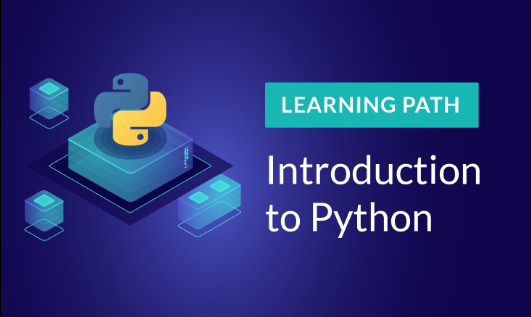 LEARNING PATH
Introduction
to Python